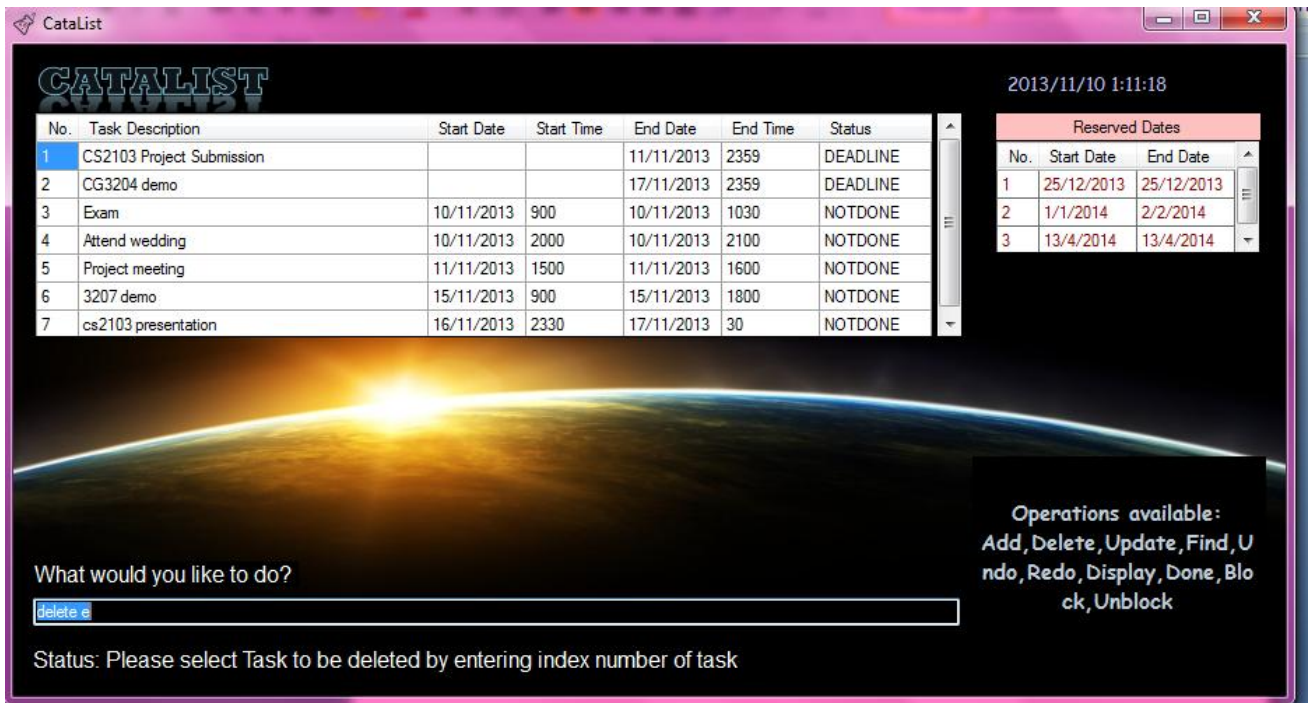 CataList
CATALIST
2013/11/10 1:11:18
No. Task Description Start Date Start Time End Date End Time Status
1 CS2103 Project Submission 11/11/2013 2359 DEADLINE
2 CG3204 demo 17/11/2013 2359 DEADLINE
3 Exam 10/11/2013 900 10/11/2013 1030 NOTDONE
4 Attend wedding 10/11/2013 2000 10/11/2013 2100 NOTDONE
5 Project meeting 11/11/2013 1500 11/11/2013 1600 NOTDONE
6 3207 demo 15/11/2013 900 15/11/2013 1800 NOTDONE
7 cs2103 presentation 16/11/2013 2330 17/11/2013 30 NOTDONE
Reserved Dates
No. Start Date End Date
1 25/12/2013 25/12/2013
2 1/1/2014 2/2/2014
3 13/4/2014 13/4/2014
What would you like to do?
delete e
Status: Please select Task to be deleted by entering index number of task
Operations available:
Add,Delete,Update,Find,U
ndo,Redo,Display,Done,Blo
ck,Unblock